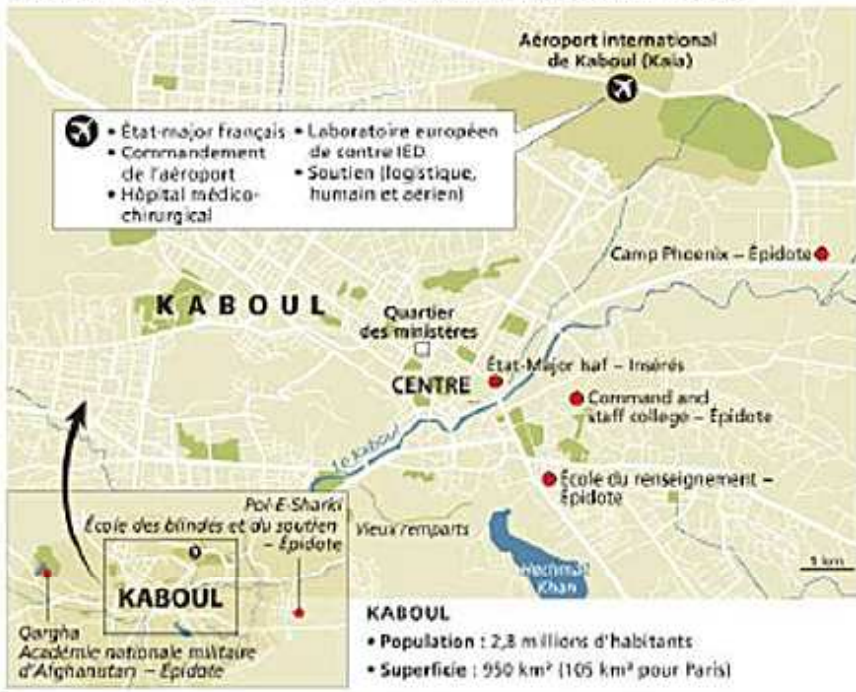 Aéroport international
de Kaboul (Kaia)
• État-major français
• Commandement
de l'aéroport
• Hôpital médico-
chirurgical
• Laboratoire européen
de contre IED
• Soutien (logistique,
humain et aérien)
Camp Phoenix – Épidote
KABOUL
Quartier
des ministères
État-Major Isaf – Insérés
CENTRE
Command and
staff college – Épidote
Le Kaboul
École du renseignement –
Épidote
Pol-E-Sharki
École des blindés et du soutien
– Épidote
Vieux remparts
Hachmat
Khan
1 km
KABOUL
Qargha
Académie nationale militaire
d'Afghanistan – Épidote
KABOUL
• Population : 2,8 millions d'habitants
• Superficie : 950 km² (105 km² pour Paris)